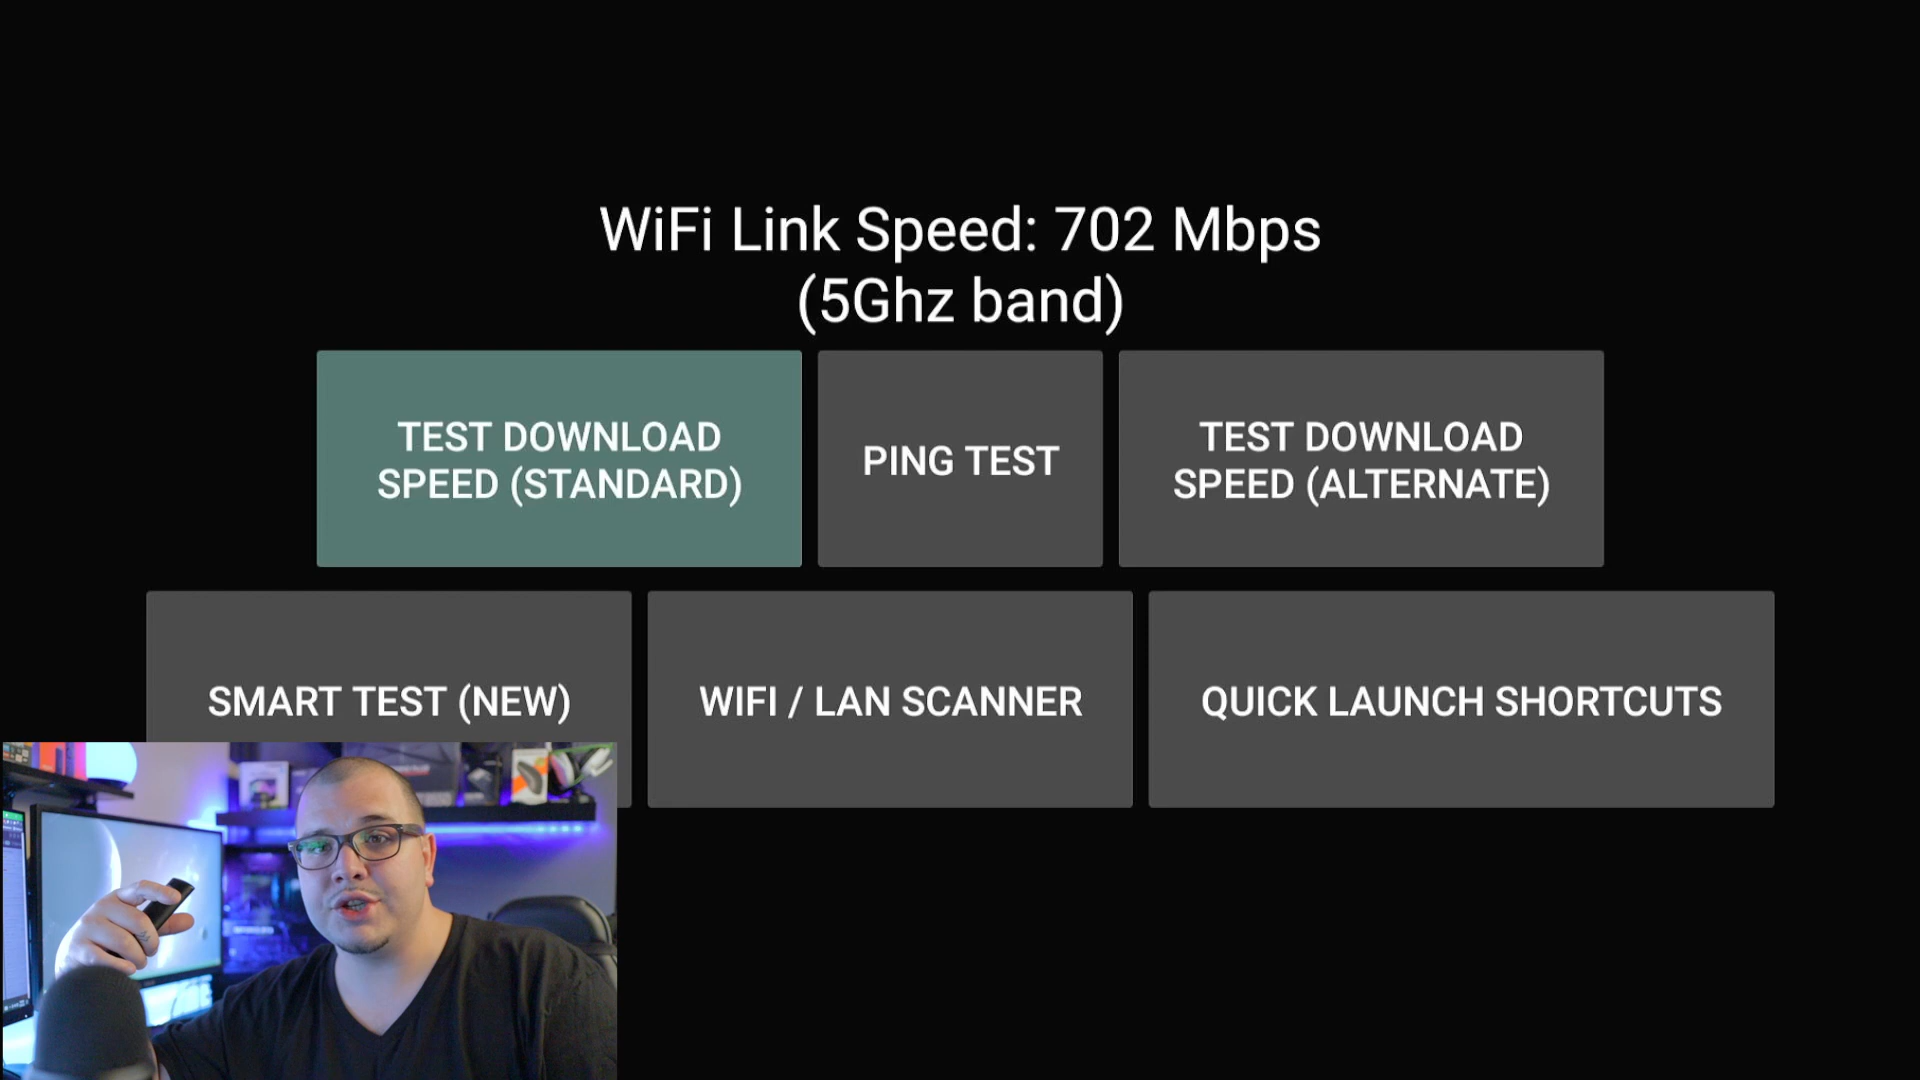 WiFi Link Speed: 702 Mbps
(5Ghz band)
TEST DOWNLOAD
SPEED (STANDARD)
PING TEST
TEST DOWNLOAD
SPEED (ALTERNATE)
SMART TEST (NEW)
WIFI / LAN SCANNER
QUICK LAUNCH SHORTCUTS